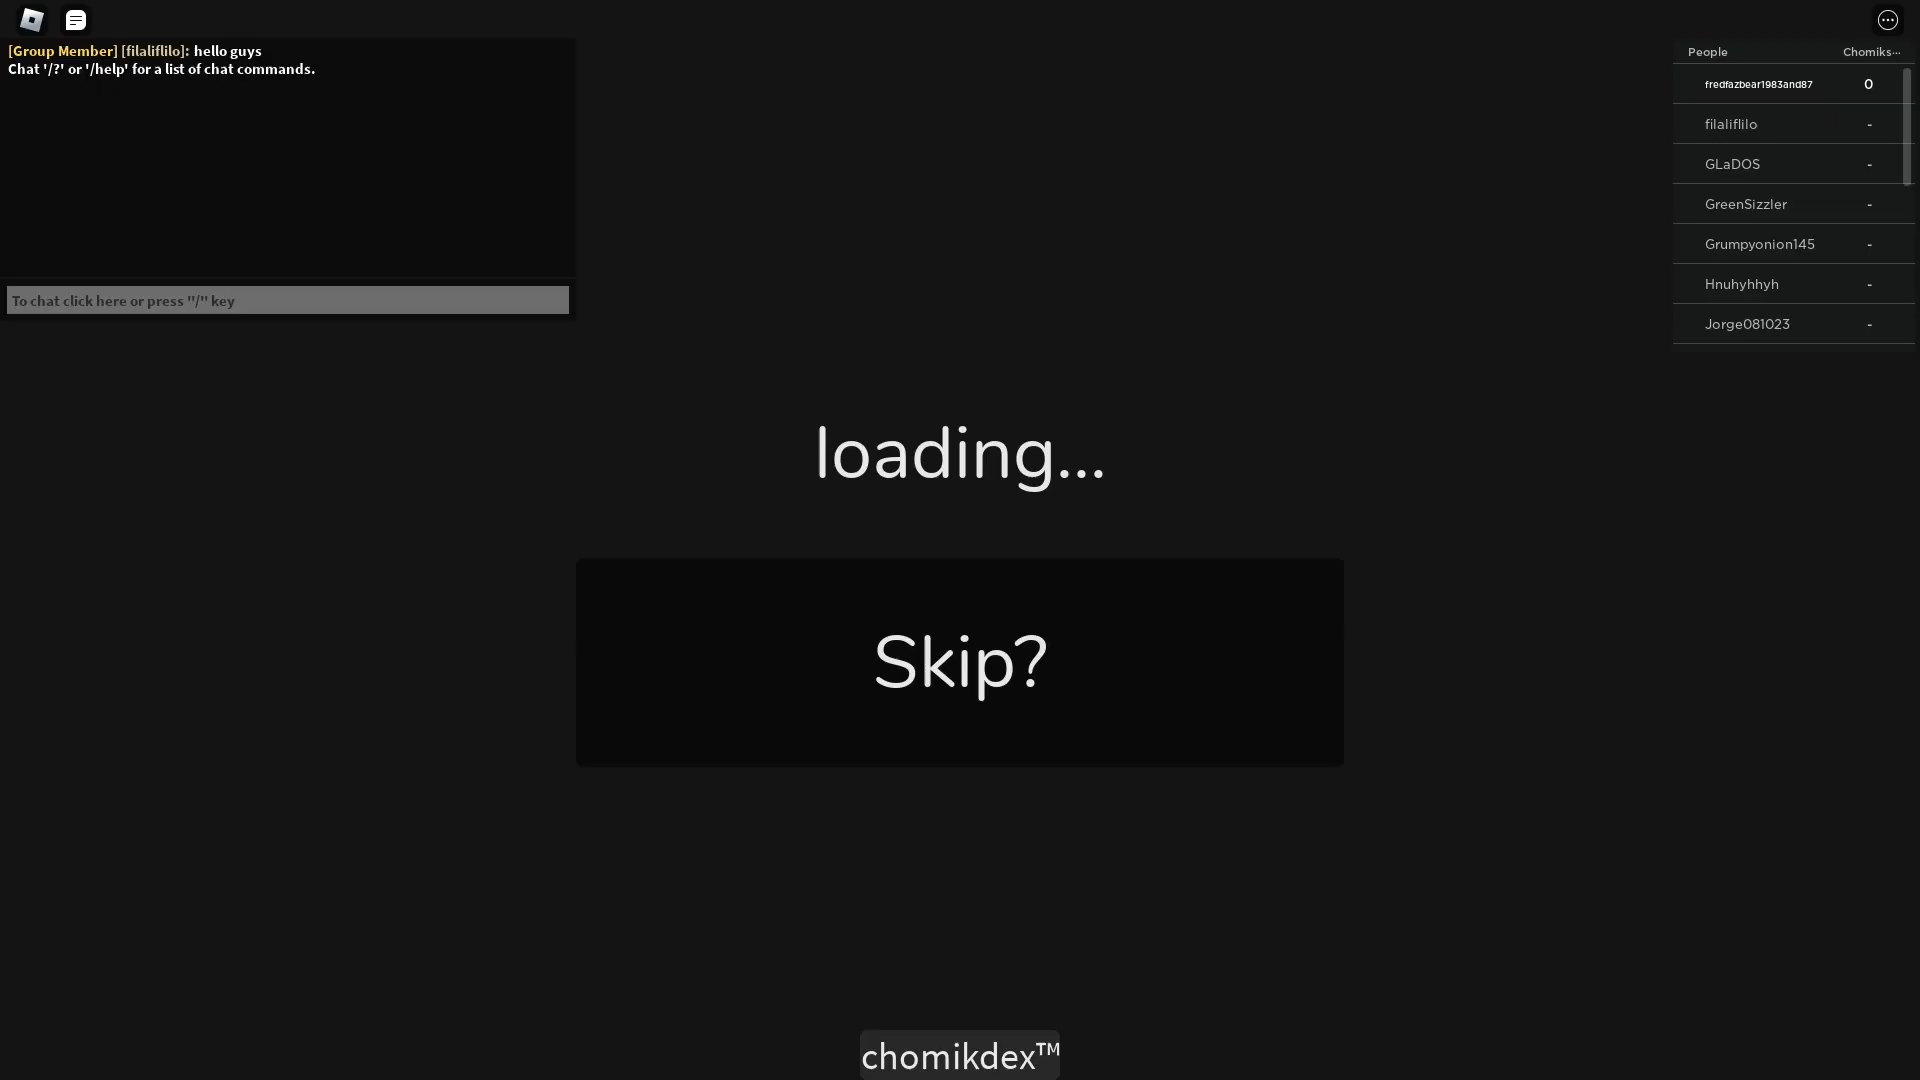 [Group Member] [filaliflilo]: hello guys
Chat '/?' or '/help' for a list of chat commands.
To chat click here or press "/" key
People Chomiks...
fredfazbear1983and87 0
filaliflilo -
GLaDOS -
GreenSizzler -
Grumpyonion145 -
Hnuhyhhyh -
Jorge081023 -
loading...
Skip?
chomikdex™